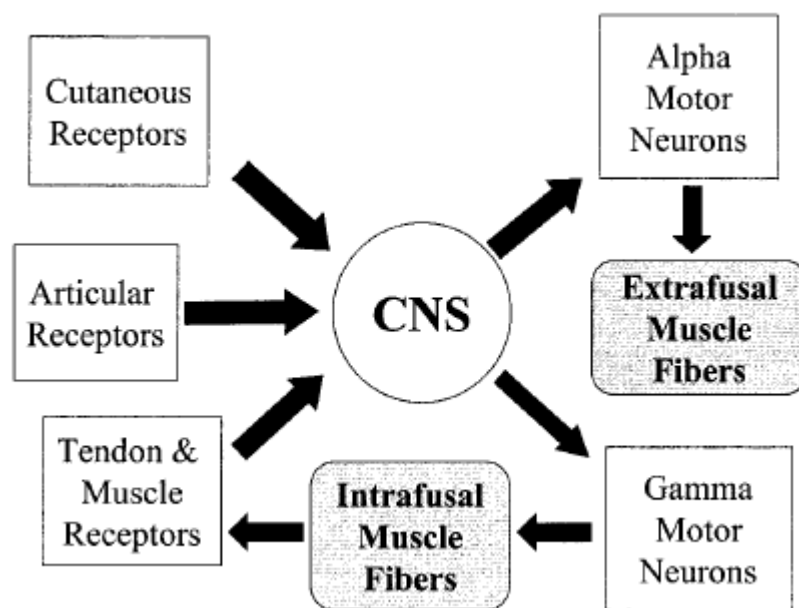 Cutaneous
Receptors
Alpha
Motor
Neurons
Articular
Receptors
CNS
Extrafusal
Muscle
Fibers
Tendon &
Muscle
Receptors
Intrafusal
Muscle
Fibers
Gamma
Motor
Neurons